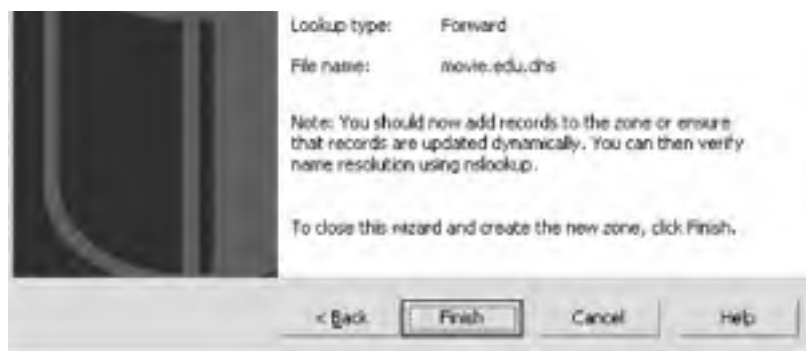 Lookup type: Forward
File name: movie.edu.dns
Note: You should now add records to the zone or ensure
that records are updated dynamically. You can then verify
name resolution using nslookup.
To close this wizard and create the new zone, click Finish.
< Back Finish Cancel Help